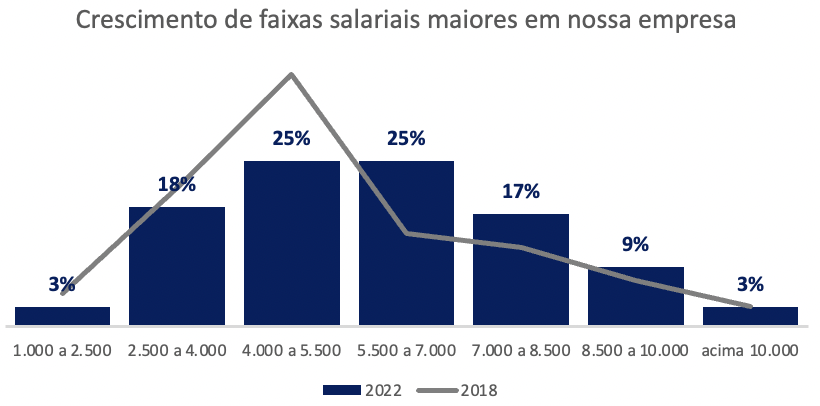 Crescimento de faixas salariais maiores em nossa empresa
3%
18%
25%
25%
17%
9%
3%
1.000 a 2.500
2.500 a 4.000
4.000 a 5.500
5.500 a 7.000
7.000 a 8.500
8.500 a 10.000
acima 10.000
2022
2018